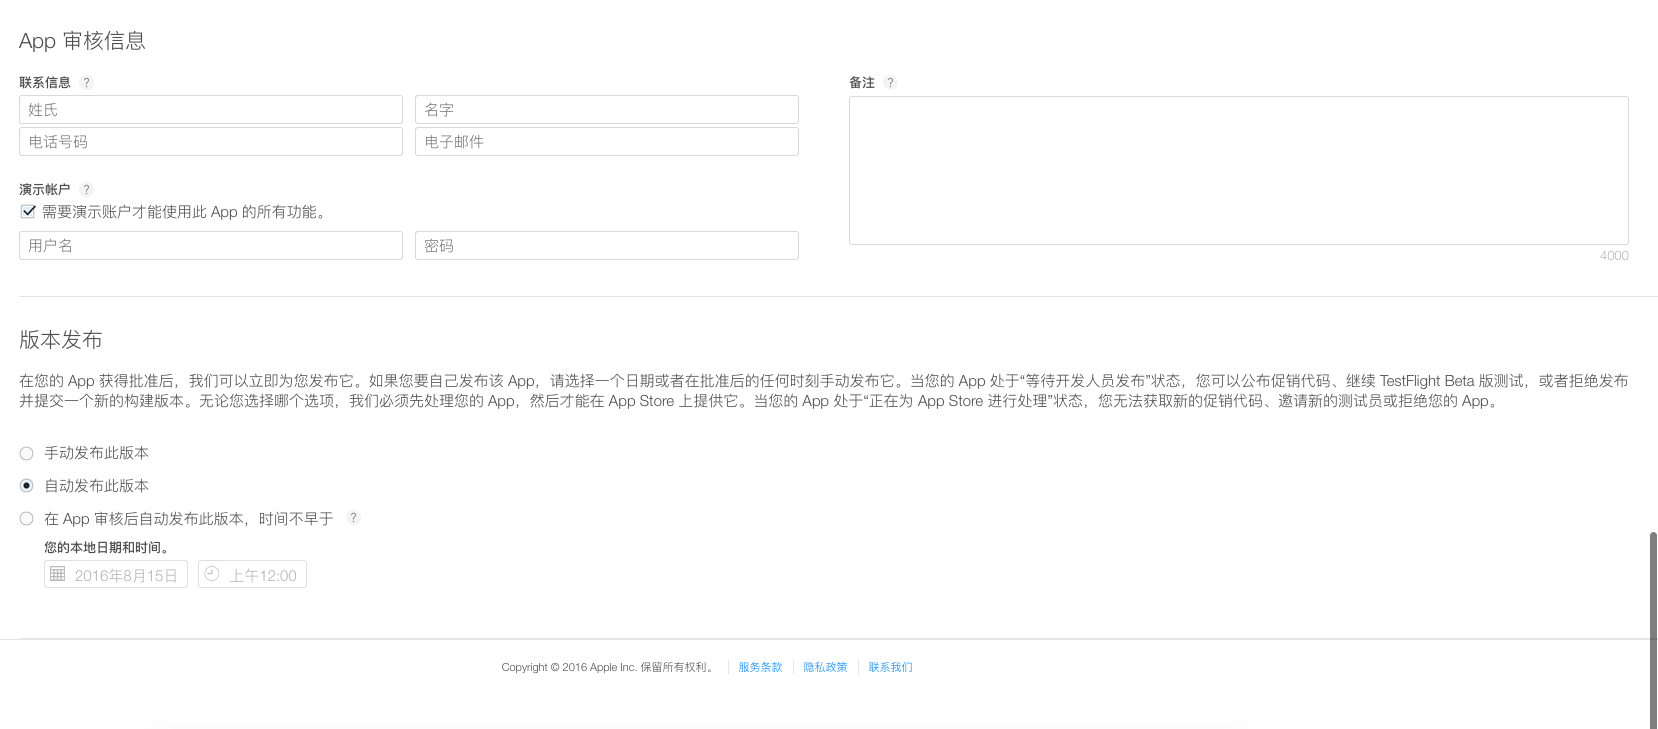 App 审核信息
联系信息 ?
姓氏
名字
电话号码
电子邮件
演示帐户 ?
需要演示账户才能使用此 App 的所有功能。
用户名
密码
备注 ?
4000
版本发布
在您的 App 获得批准后，我们可以立即为您发布它。如果您要自己发布该 App，请选择一个日期或者在批准后的任何时刻手动发布它。当您的 App 处于“等待开发人员发布”状态，您可以公布促销代码、继续 TestFlight Beta 版测试，或者拒绝发布
并提交一个新的构建版本。无论您选择哪个选项，我们必须先处理您的 App，然后才能在 App Store 上提供它。当您的 App 处于“正在为 App Store 进行处理”状态，您无法获取新的促销代码、邀请新的测试员或拒绝您的 App。
手动发布此版本
自动发布此版本
在 App 审核后自动发布此版本，时间不早于 ?
您的本地日期和时间。
2016年8月15日
上午12:00
Copyright © 2016 Apple Inc. 保留所有权利。 服务条款 隐私政策 联系我们